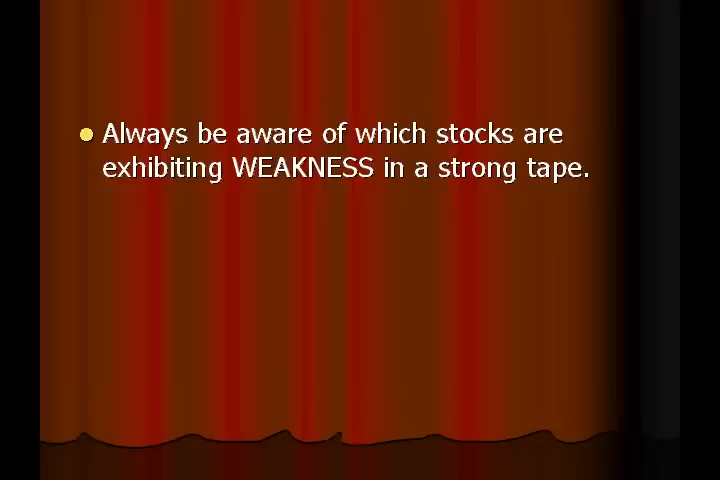 Always be aware of which stocks are
exhibiting WEAKNESS in a strong tape.